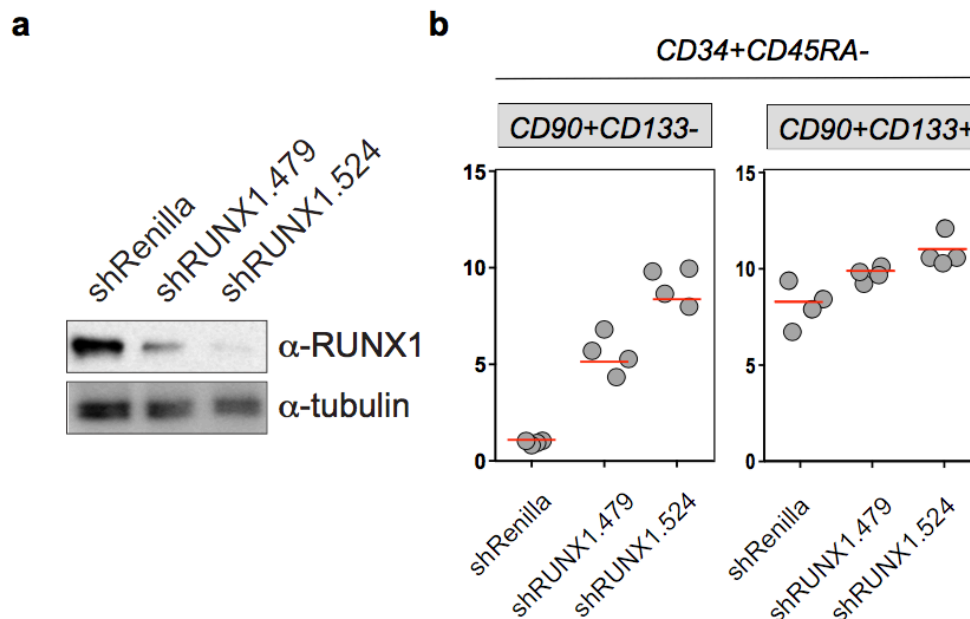 a
shRenilla
shRUNX1.479
shRUNX1.524
α-RUNX1
α-tubulin
b
CD34+CD45RA-
CD90+CD133-
CD90+CD133+
15
10
5
0
15
10
5
0
shRenilla
shRUNX1.479
shRUNX1.524
shRenilla
shRUNX1.479
shRUNX1.524